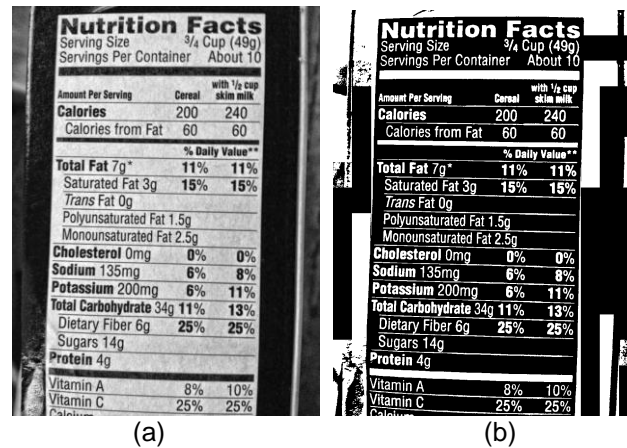 Nutrition Facts
Serving Size 3/4 Cup (49g)
Servings Per Container About 10
Amount Per Serving Cereal with 1/2 cup skim milk
Calories 200 240
Calories from Fat 60 60
% Daily Value**
Total Fat 7g* 11% 11%
Saturated Fat 3g 15% 15%
Trans Fat 0g
Polyunsaturated Fat 1.5g
Monounsaturated Fat 2.5g
Cholesterol 0mg 0% 0%
Sodium 135mg 6% 8%
Potassium 200mg 6% 11%
Total Carbohydrate 34g 11% 13%
Dietary Fiber 6g 25% 25%
Sugars 14g
Protein 4g
Vitamin A 8% 10%
Vitamin C 25% 25%
Calcium
(a)
Nutrition Facts
Serving Size 3/4 Cup (49g)
Servings Per Container About 10
Amount Per Serving Cereal with 1/2 cup skim milk
Calories 200 240
Calories from Fat 60 60
% Daily Value**
Total Fat 7g* 11% 11%
Saturated Fat 3g 15% 15%
Trans Fat 0g
Polyunsaturated Fat 1.5g
Monounsaturated Fat 2.5g
Cholesterol 0mg 0% 0%
Sodium 135mg 6% 8%
Potassium 200mg 6% 11%
Total Carbohydrate 34g 11% 13%
Dietary Fiber 6g 25% 25%
Sugars 14g
Protein 4g
Vitamin A 8% 10%
Vitamin C 25% 25%
Calcium
(b)